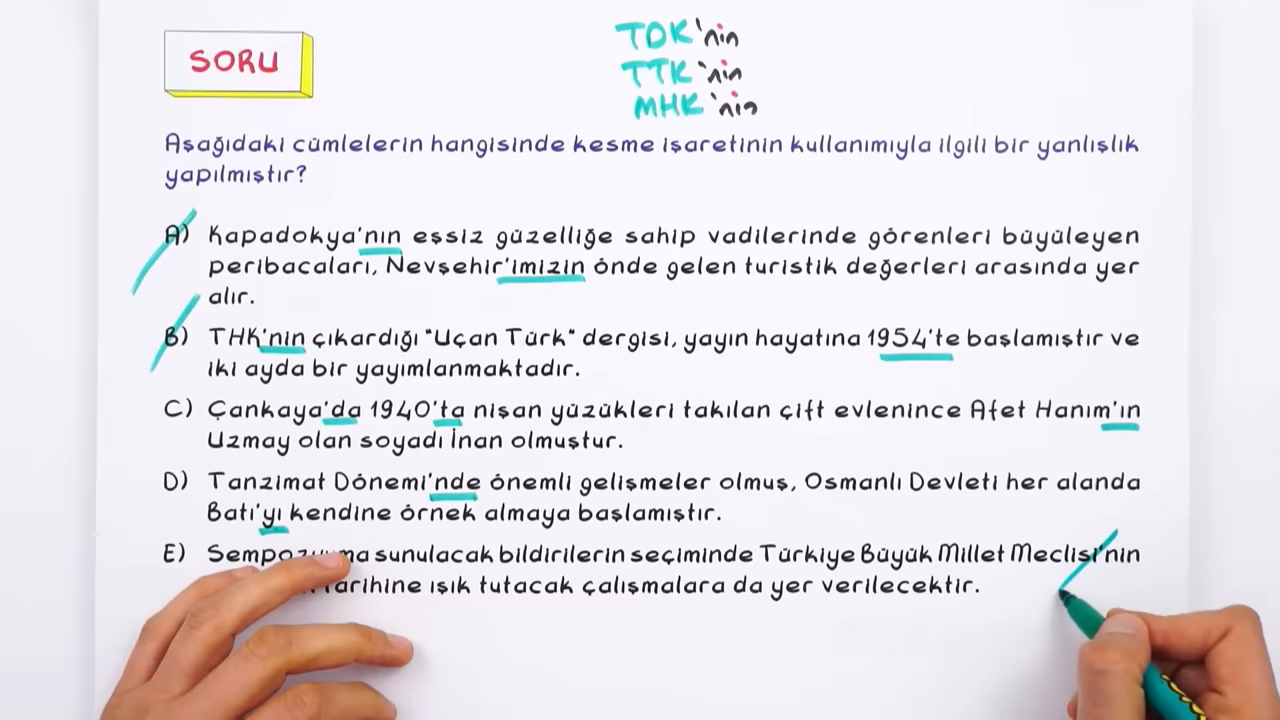 SORU
TDK'nin
TTK'nin
MHK'nin
Aşağıdaki cümlelerin hangisinde kesme işaretinin kullanımıyla ilgili bir yanlışlık
yapılmıştır?
A) Kapadokya'nın eşsiz güzelliğe sahip vadilerinde görenleri büyüleyen
peribacaları, Nevşehir'imizin önde gelen turistik değerleri arasında yer
alır.
B) THK'nin çıkardığı "Uçan Türk" dergisi, yayın hayatına 1954'te başlamıştır ve
iki ayda bir yayımlanmaktadır.
C) Çankaya'da 1940'ta nişan yüzükleri takılan çift evlenince Afet Hanım'ın
Uzmay olan soyadı İnan olmuştur.
D) Tanzimat Dönemi'nde önemli gelişmeler olmuş, Osmanlı Devleti her alanda
Batı'yı kendine örnek almaya başlamıştır.
E) sunulacak bildirilerin seçiminde Türkiye Büyük Millet Meclisi'nin
tarihine ışık tutacak çalışmalara da yer verilecektir.